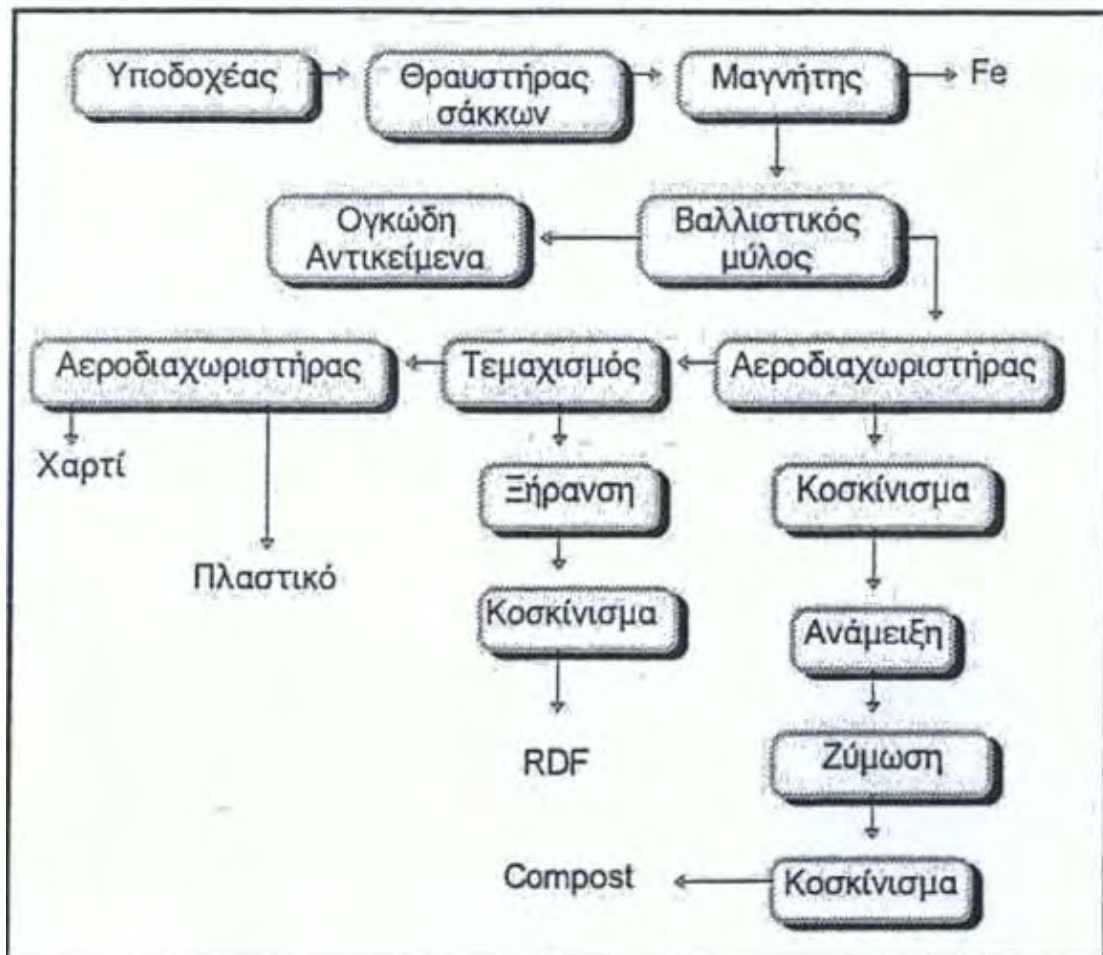 Υποδοχέας
Θραυστήρας
σάκκων
Μαγνήτης
Fe
Ογκώδη
Αντικείμενα
Βαλλιστικός
μύλος
Αεροδιαχωριστήρας
Τεμαχισμός
Αεροδιαχωριστήρας
Χαρτί
Πλαστικό
Ξήρανση
Κοσκίνισμα
RDF
Κοσκίνισμα
Ανάμειξη
Ζύμωση
Κοσκίνισμα
Compost